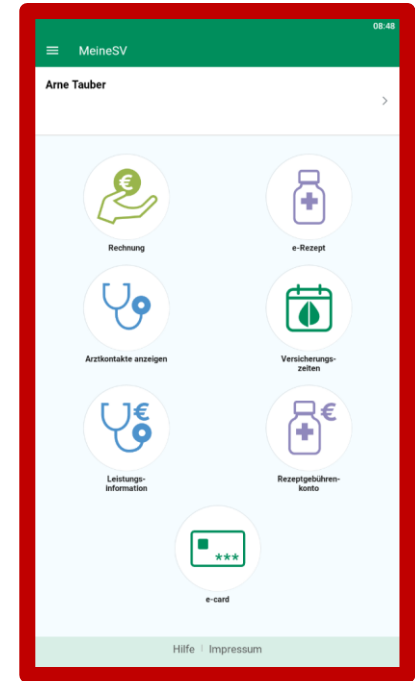 08:48
MeineSV
Arne Tauber
€
Rechnung
e-Rezept
Arztkontakte anzeigen
Versicherungs-
zeiten
€
€
Leistungs-
information
Rezeptgebühren-
konto
***
e-card
Hilfe | Impressum